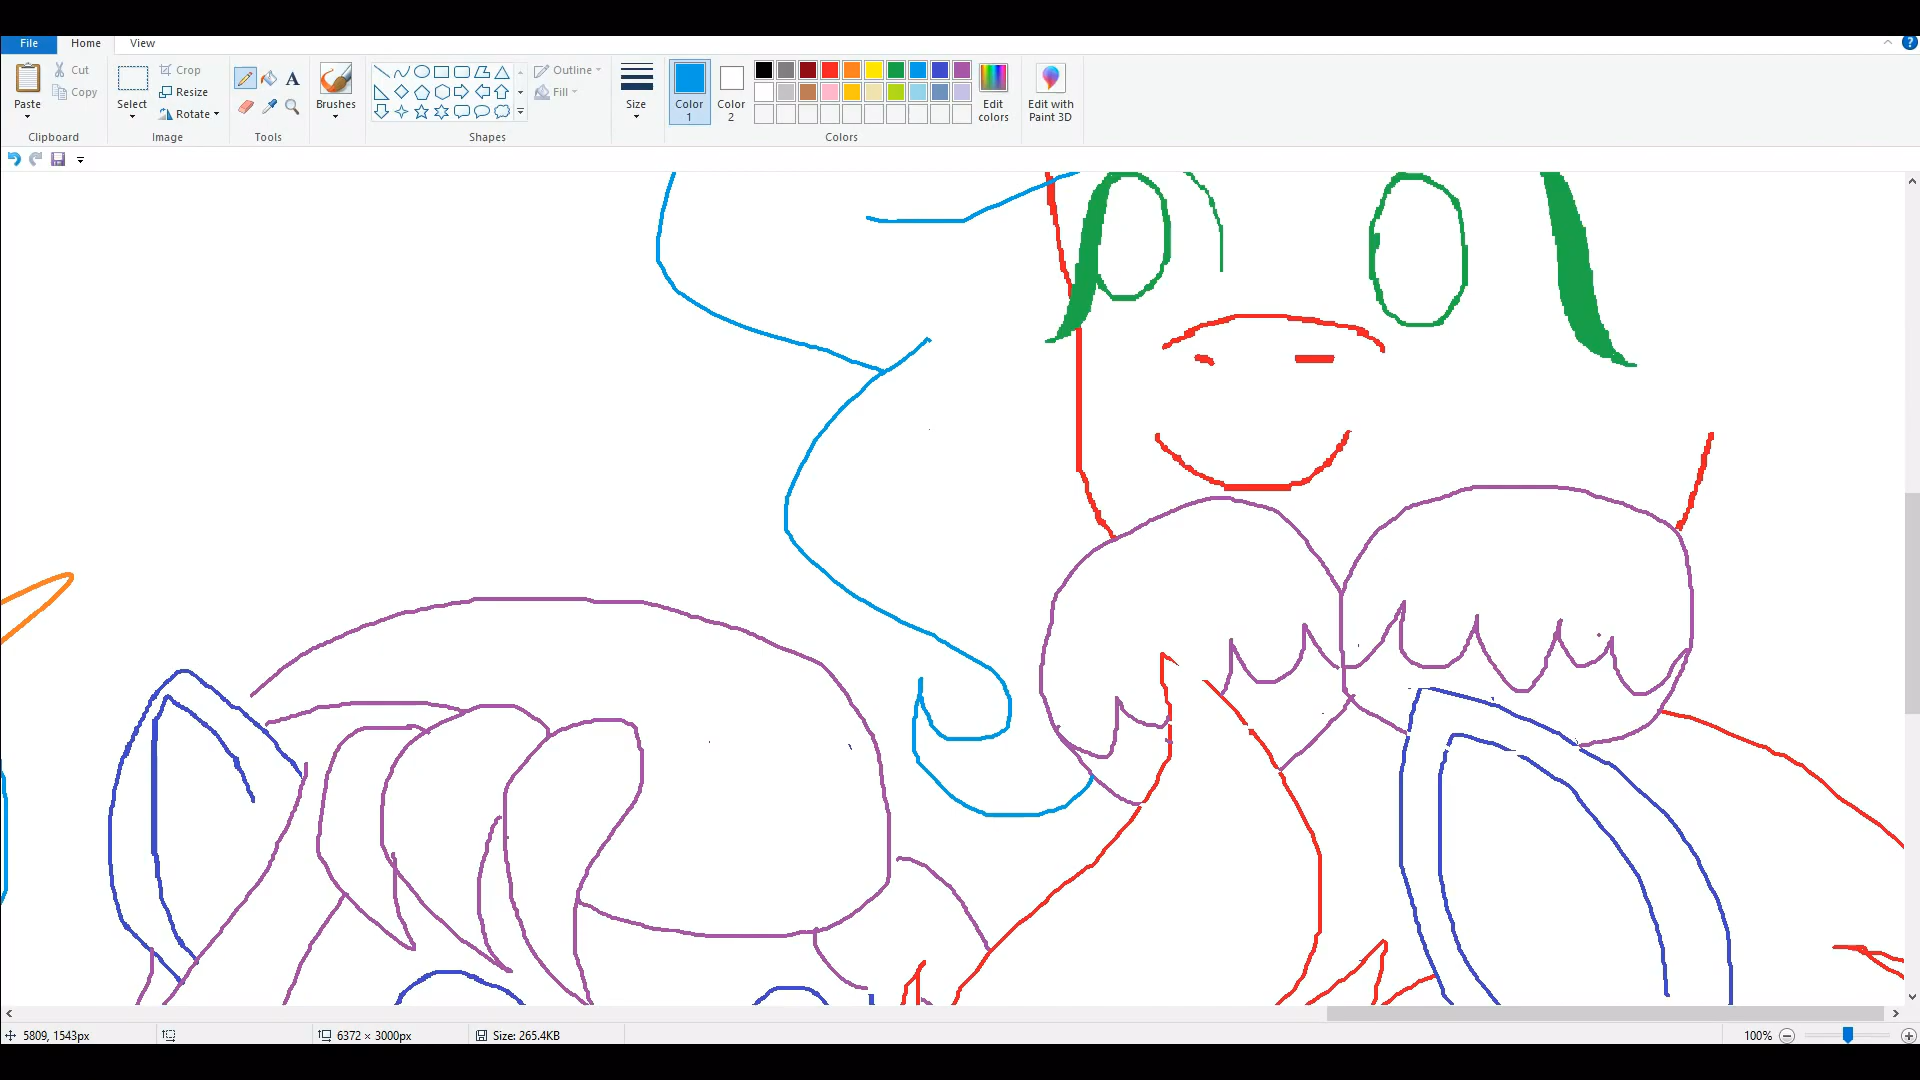 File Home View
Paste Cut Copy
Clipboard
Select Crop Resize Rotate
Image
A
Tools
Brushes
Outline Fill
Shapes
Size
Color 1 Color 2
Edit colors
Colors
Edit with Paint 3D
?
5809, 1543px 6372 × 3000px Size: 265.4KB 100%